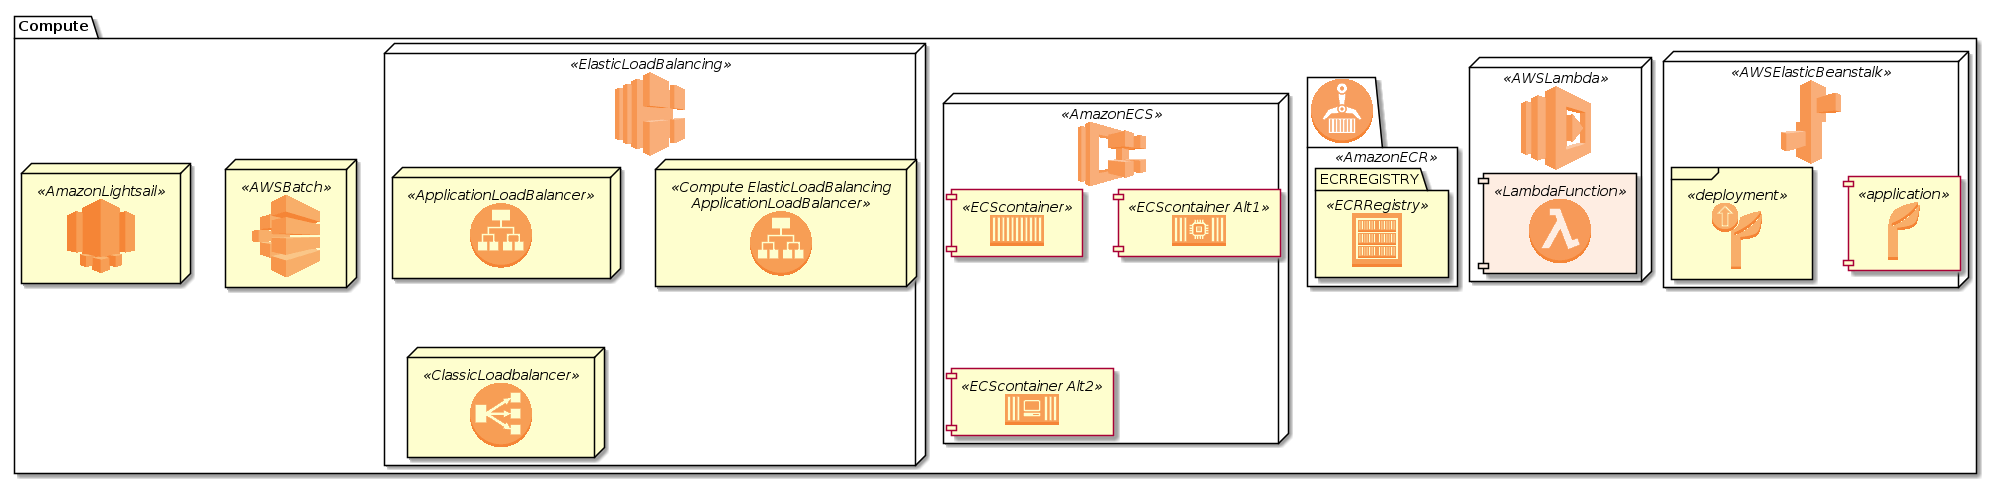 Compute
«AmazonLightsail»
«AWSBatch»
«ElasticLoadBalancing»
«ApplicationLoadBalancer»
«Compute ElasticLoadBalancing
ApplicationLoadBalancer»
«ClassicLoadbalancer»
«AmazonECS»
«ECScontainer»
«ECScontainer Alt1»
«ECScontainer Alt2»
«AmazonECR»
ECRREGISTRY
«ECRRegistry»
«AWSLambda»
«LambdaFunction»
λ
«AWSElasticBeanstalk»
«deployment»
«application»